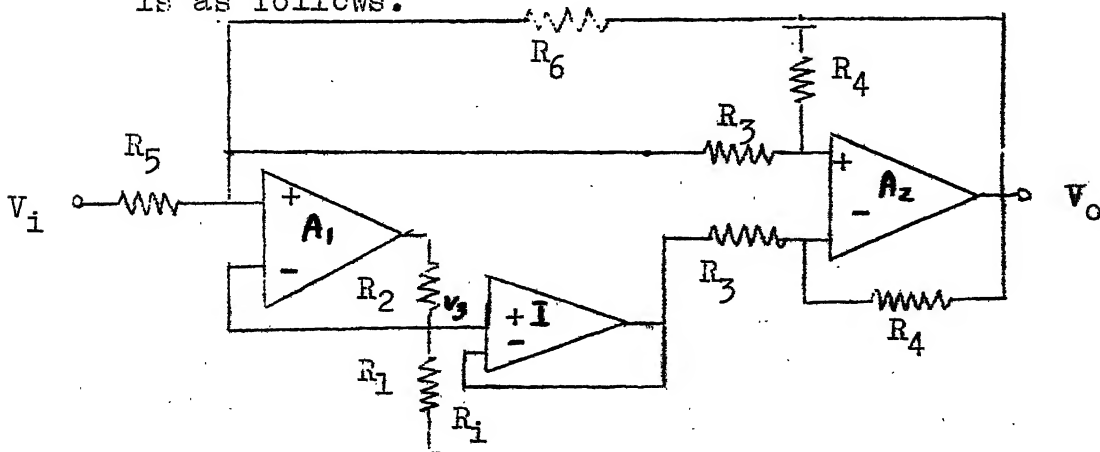 is as follows.
R6
R4
R3
R5
Vi
+
A1
-
+
A2
-
Vo
R2
v3
+ I
-
R3
R4
R1
Ri